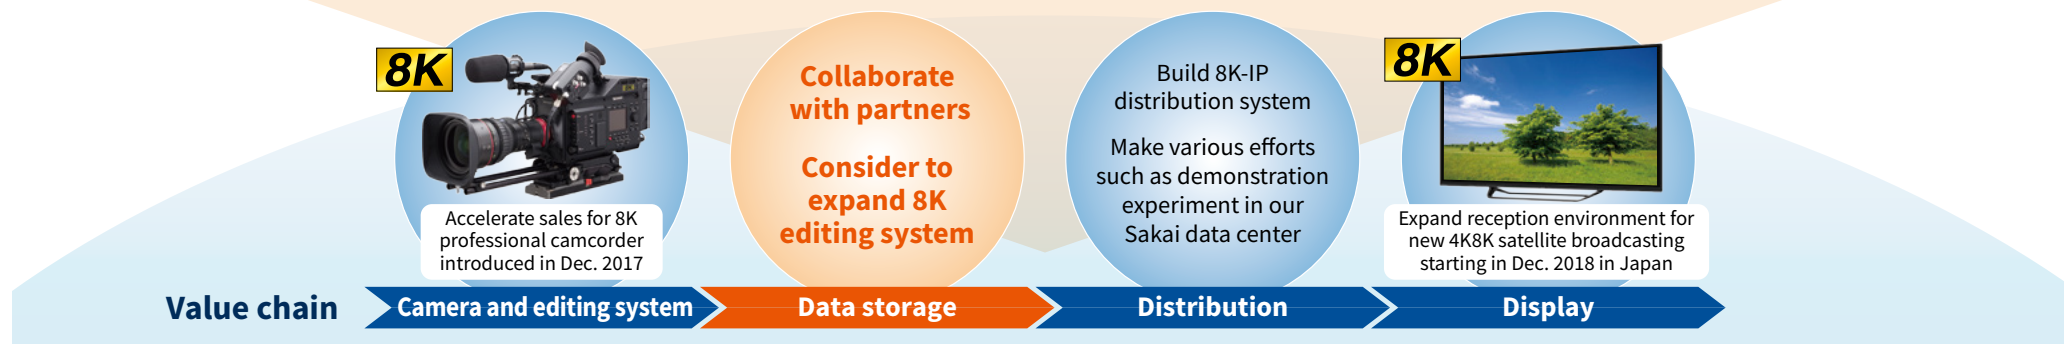 8K
Accelerate sales for 8K
professional camcorder
introduced in Dec. 2017
Collaborate
with partners
Consider to
expand 8K
editing system
Build 8K-IP
distribution system
Make various efforts
such as demonstration
experiment in our
Sakai data center
8K
Expand reception environment for
new 4K8K satellite broadcasting
starting in Dec. 2018 in Japan
Value chain
Camera and editing system
Data storage
Distribution
Display